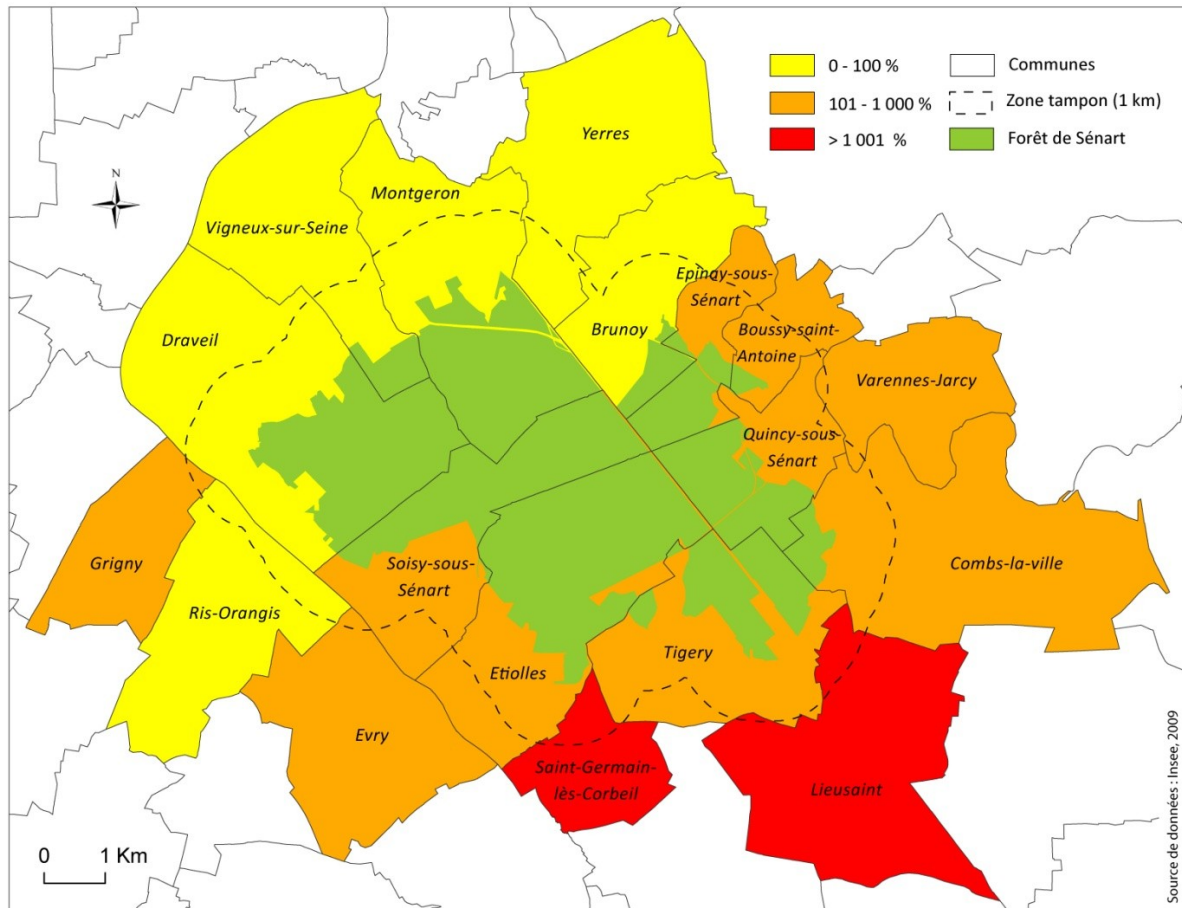 0 - 100 %
Communes
101 - 1 000 %
Zone tampon (1 km)
> 1 001 %
Forêt de Sénart
Yerres
N
Montgeron
Vigneux-sur-Seine
Epinay-sous-
Sénart
Draveil
Brunoy
Boussy-saint-
Antoine
Varennes-Jarcy
Quincy-sous-
Sénart
Grigny
Soisy-sous-
Sénart
Combs-la-ville
Ris-Orangis
Tigery
Etiolles
Evry
Saint-Germain-
lès-Corbeil
Lieusaint
0 1 Km
Source de données : Insee, 2009